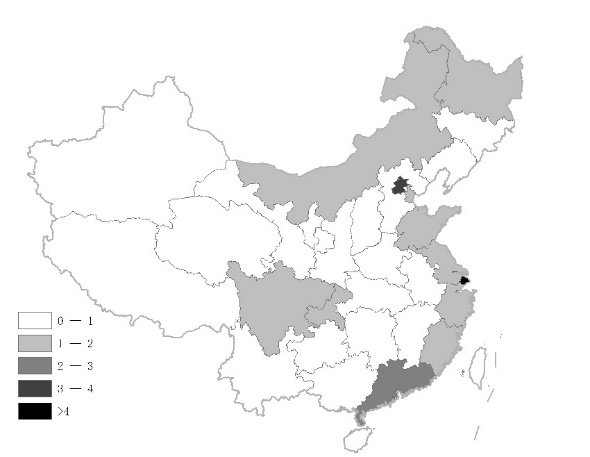 0 — 1
1 — 2
2 — 3
3 — 4
>4